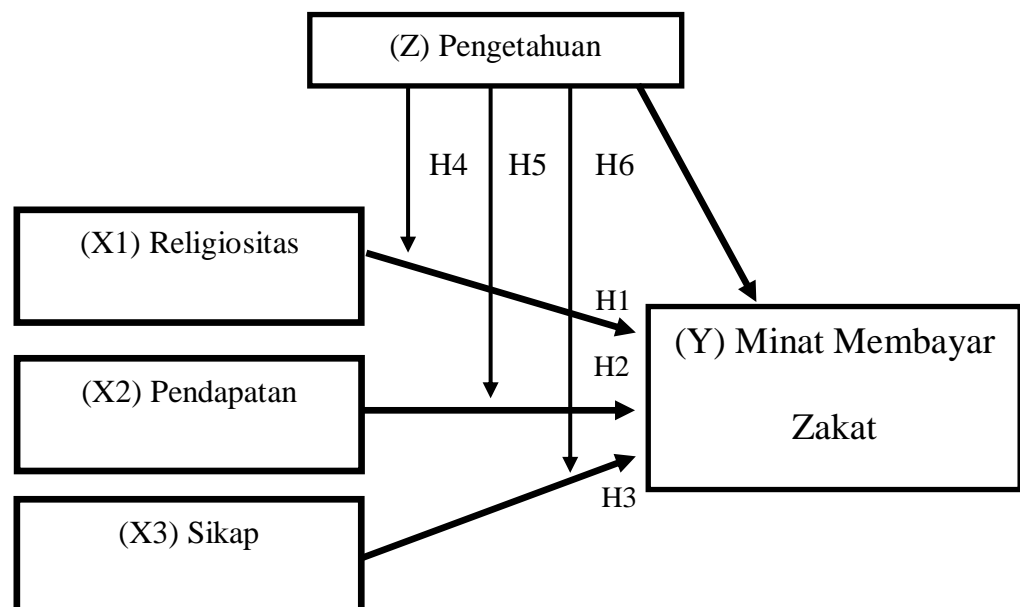 (Z) Pengetahuan
H4 H5 H6
(X1) Religiositas
H1
(Y) Minat Membayar
Zakat
H2
(X2) Pendapatan
H3
(X3) Sikap